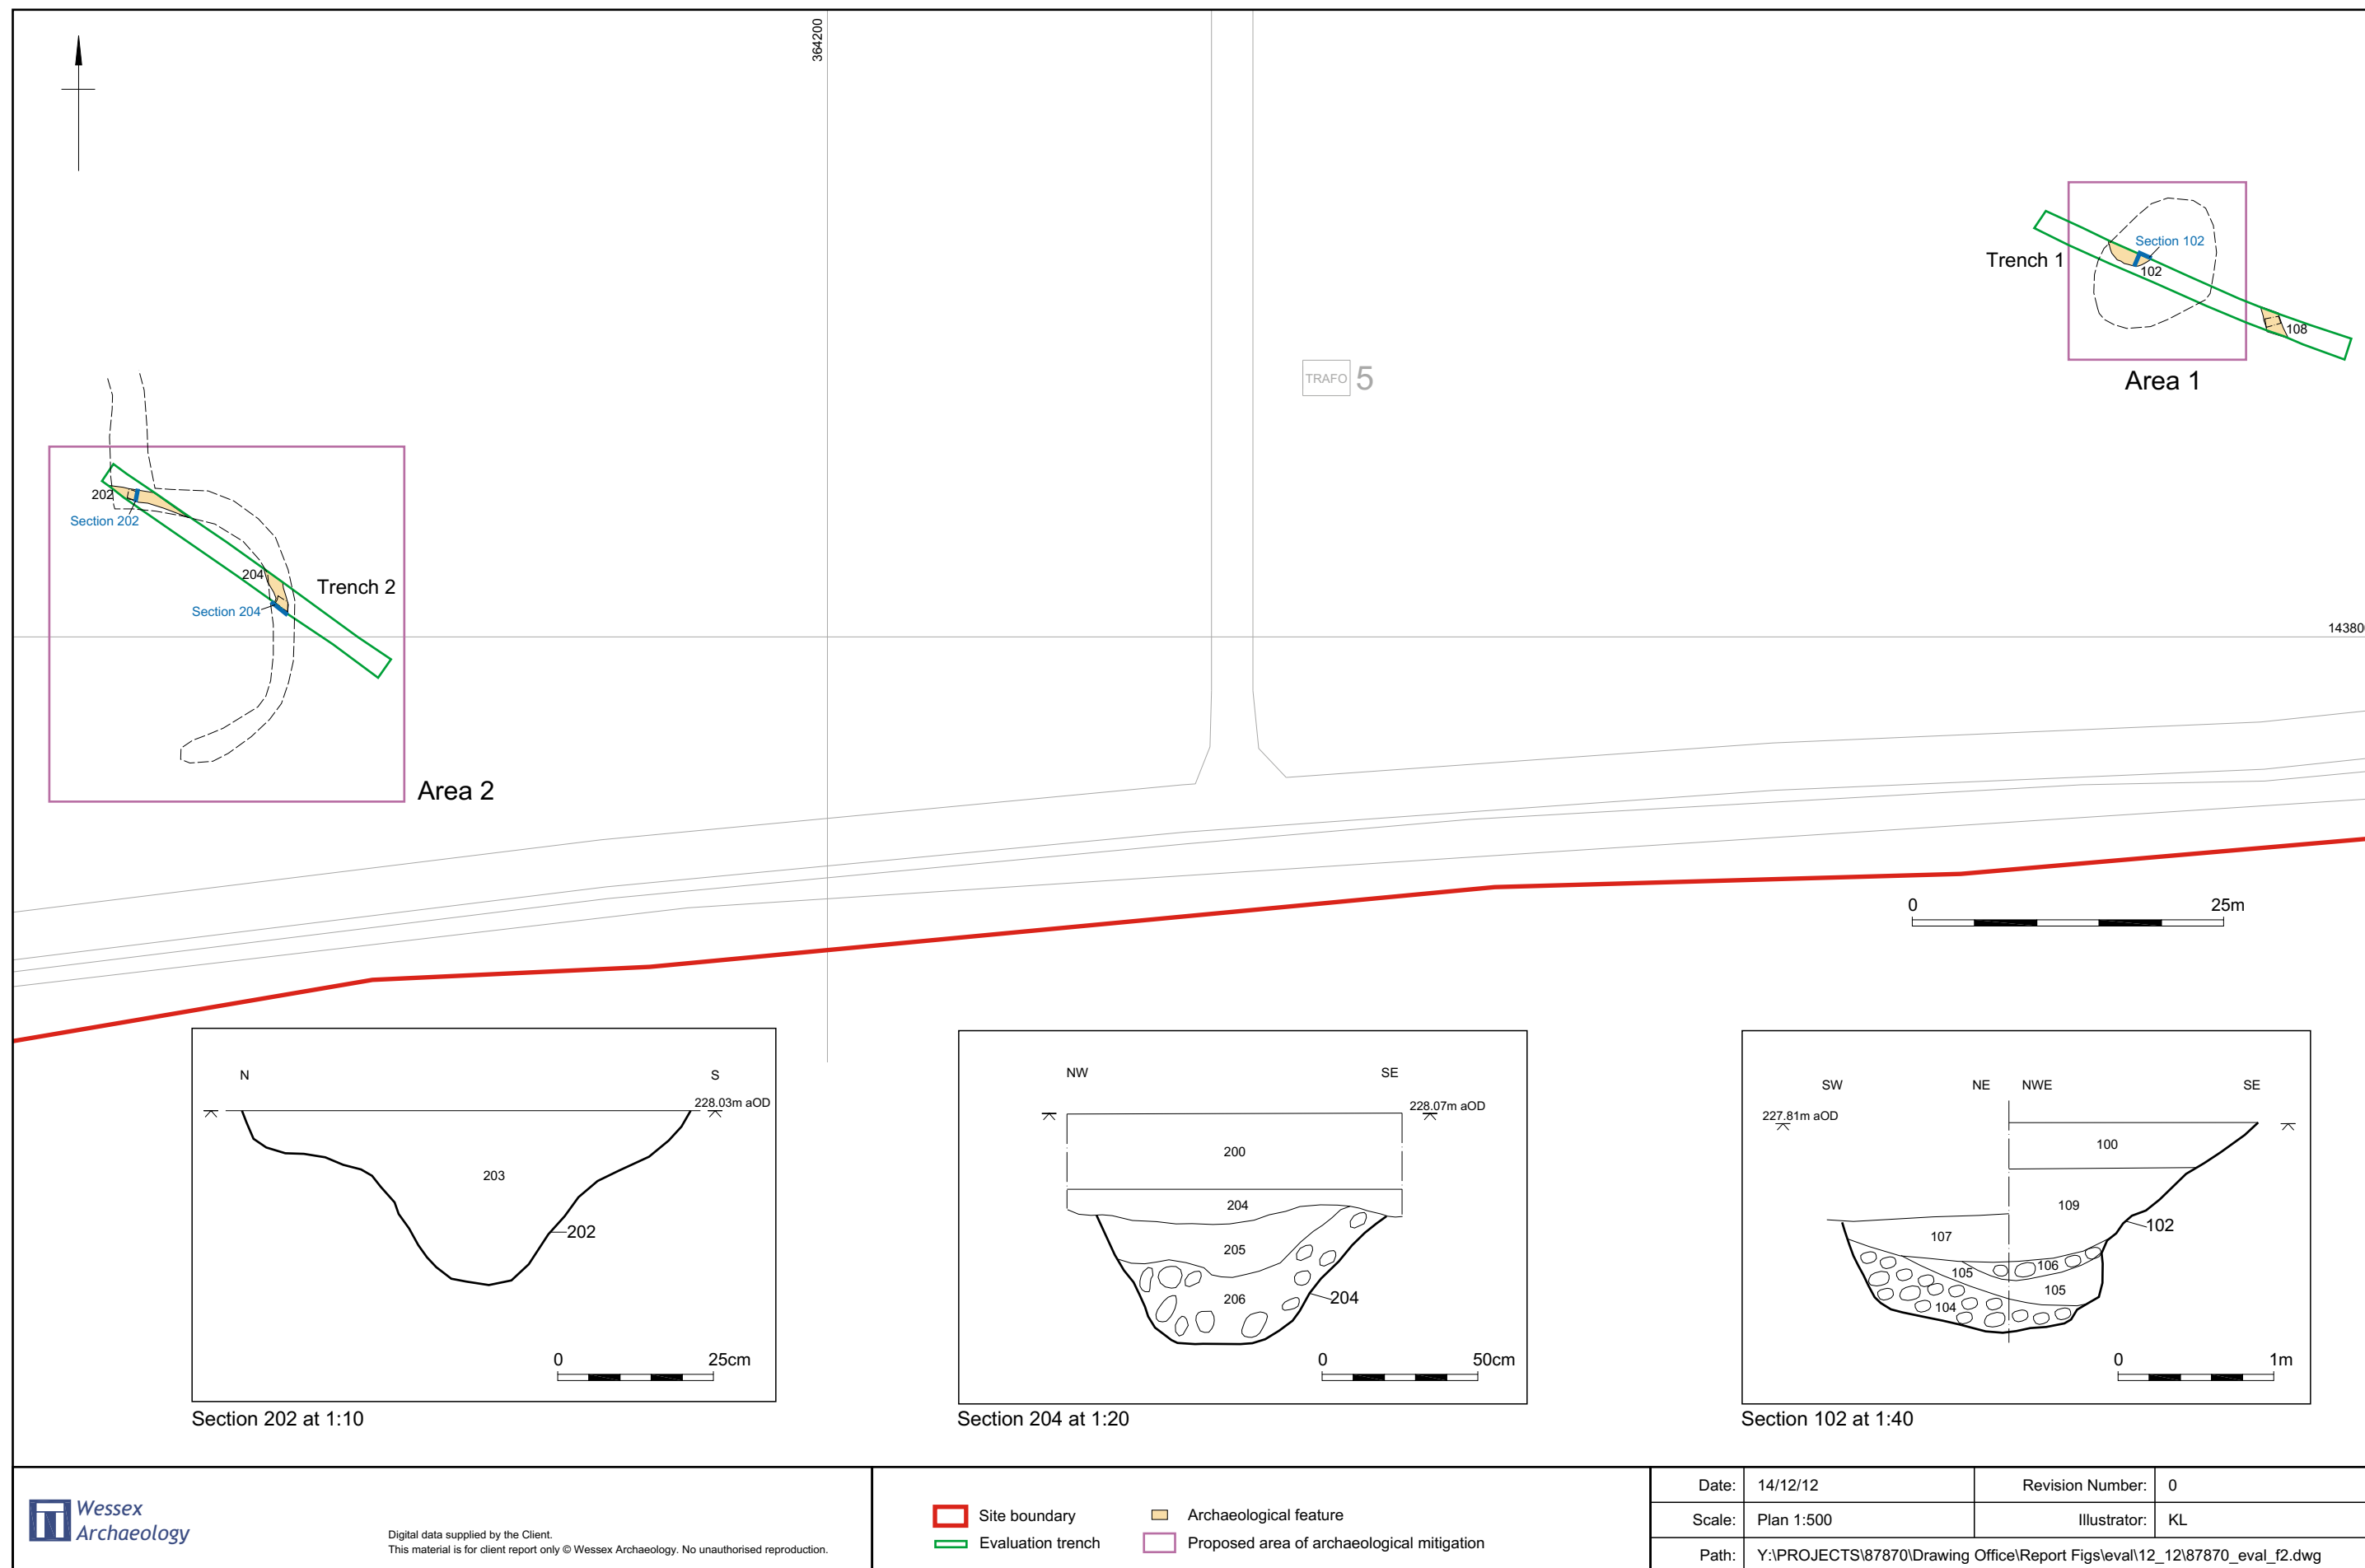 364200
Section 102
Trench 1
102
108
Area 1
TRAFO 5
202
Section 202
204
Trench 2
Section 204
14380
Area 2
0 25m
N S
228.03m aOD
203
202
0 25cm
Section 202 at 1:10
NW SE
228.07m aOD
200
204
205
206
204
0 50cm
Section 204 at 1:20
SW NE NWE SE
227.81m aOD
100
109
102
107
106
105
105
104
0 1m
Section 102 at 1:40
Wessex
Archaeology
Digital data supplied by the Client.
This material is for client report only © Wessex Archaeology. No unauthorised reproduction.
Site boundary
Evaluation trench
Archaeological feature
Proposed area of archaeological mitigation
Date: 14/12/12 Revision Number: 0
Scale: Plan 1:500 Illustrator: KL
Path: Y:\PROJECTS\87870\Drawing Office\Report Figs\eval\12_12\87870_eval_f2.dwg